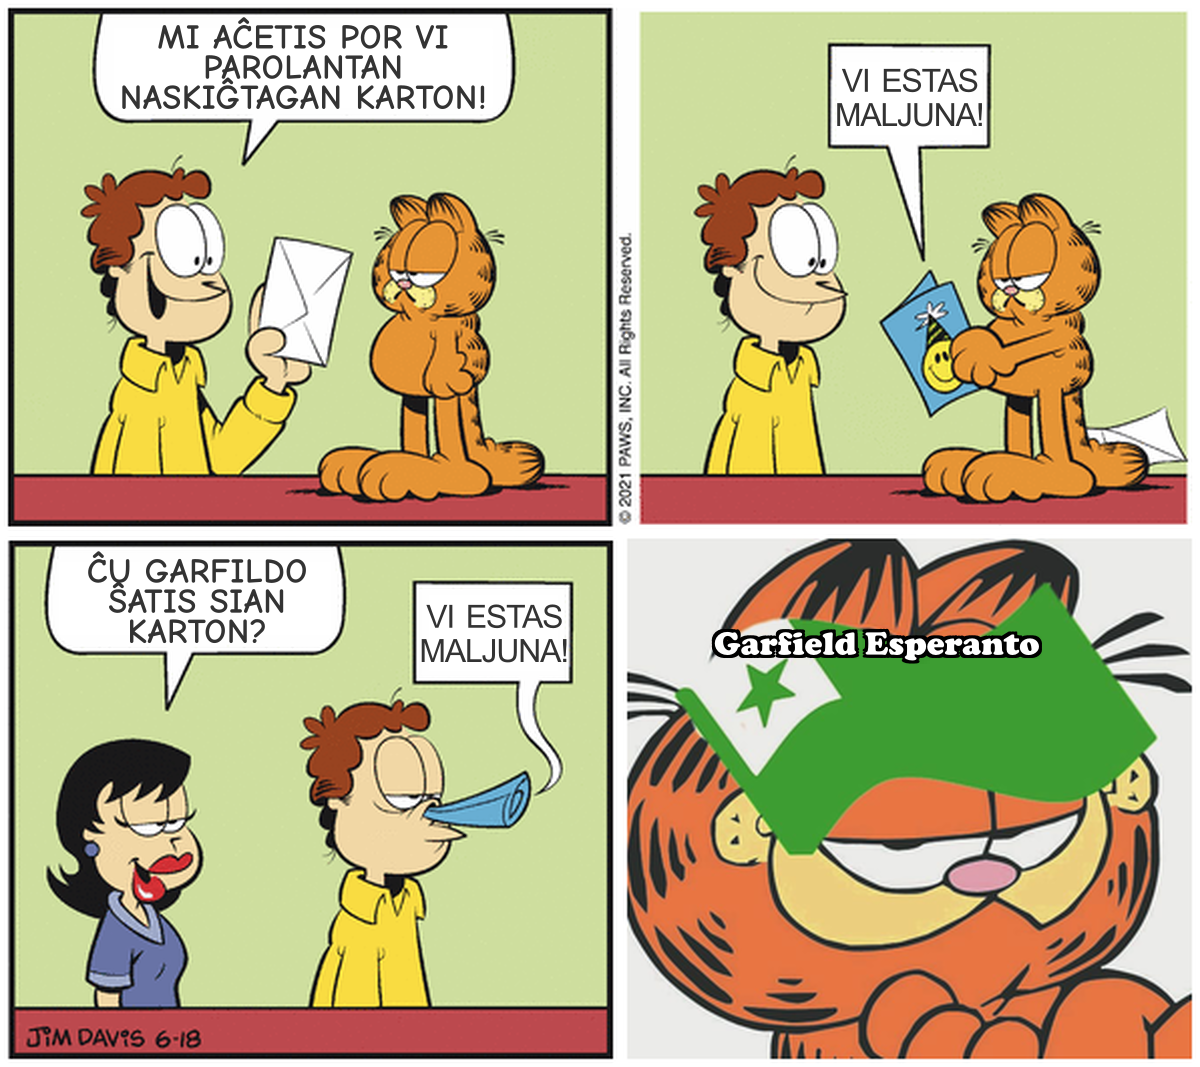 MI AĈETIS POR VI
PAROLANTAN
NASKIĜTAGAN KARTON!
VI ESTAS
MALJUNA!
© 2021 PAWS, INC. All Rights Reserved.
ĈU GARFILDO
ŜATIS SIAN
KARTON?
VI ESTAS
MALJUNA!
JiM DAViS 6-18
Garfield Esperanto